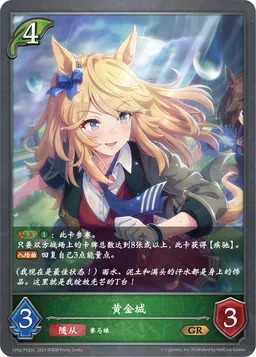 4
①：此卡参赛。
只要双方战场上的卡牌总数达到8张或以上，此卡获得【疾驰】。
入场曲 回复自己3点能量点。
(我现在是最佳状态！) 雨水、泥土和满头的汗水都是身上的饰
品。这里就是我绽放光芒的T台！
黄金城
3
随从 赛马娘
GR
3